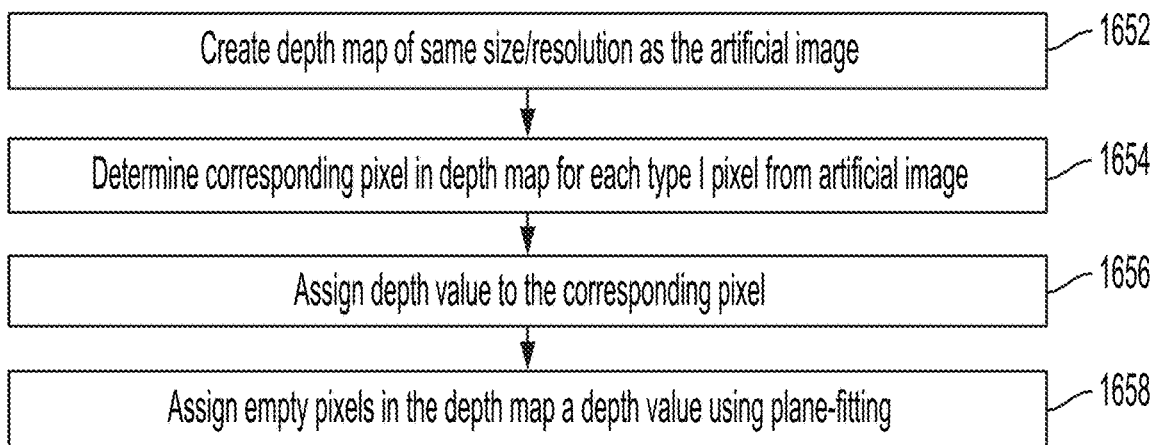 Create depth map of same size/resolution as the artificial image
1652
Determine corresponding pixel in depth map for each type I pixel from artificial image
1654
Assign depth value to the corresponding pixel
1656
Assign empty pixels in the depth map a depth value using plane-fitting
1658